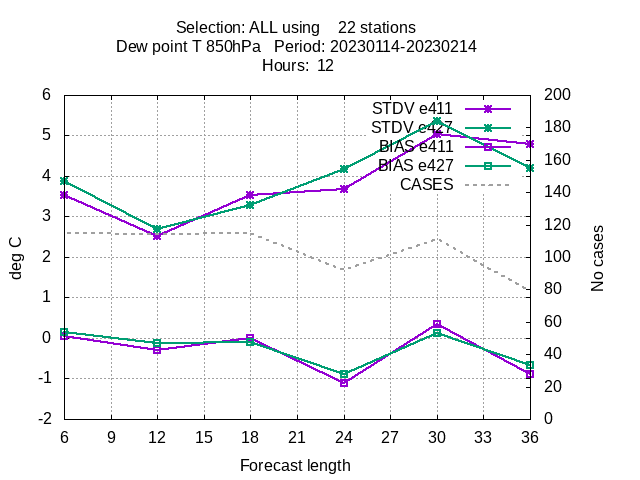 Selection: ALL using    22 stations
Dew point T 850hPa   Period: 20230114-20230214
Hours: 12
STDV e411
STDV e427
BIAS e411
BIAS e427
CASES
6
5
4
3
2
1
0
-1
-2
deg C
200
180
160
140
120
100
80
60
40
20
0
No cases
6 9 12 15 18 21 24 27 30 33 36
Forecast length